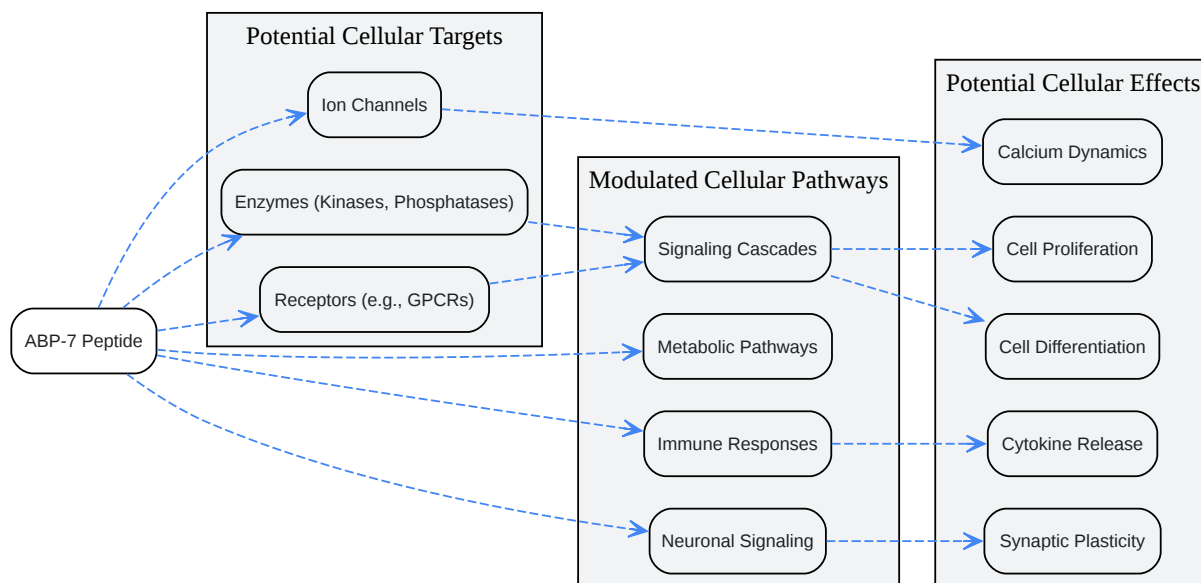 Potential Cellular Targets
Ion Channels
Enzymes (Kinases, Phosphatases)
Receptors (e.g., GPCRs)
ABP-7 Peptide
Modulated Cellular Pathways
Signaling Cascades
Metabolic Pathways
Immune Responses
Neuronal Signaling
Potential Cellular Effects
Calcium Dynamics
Cell Proliferation
Cell Differentiation
Cytokine Release
Synaptic Plasticity